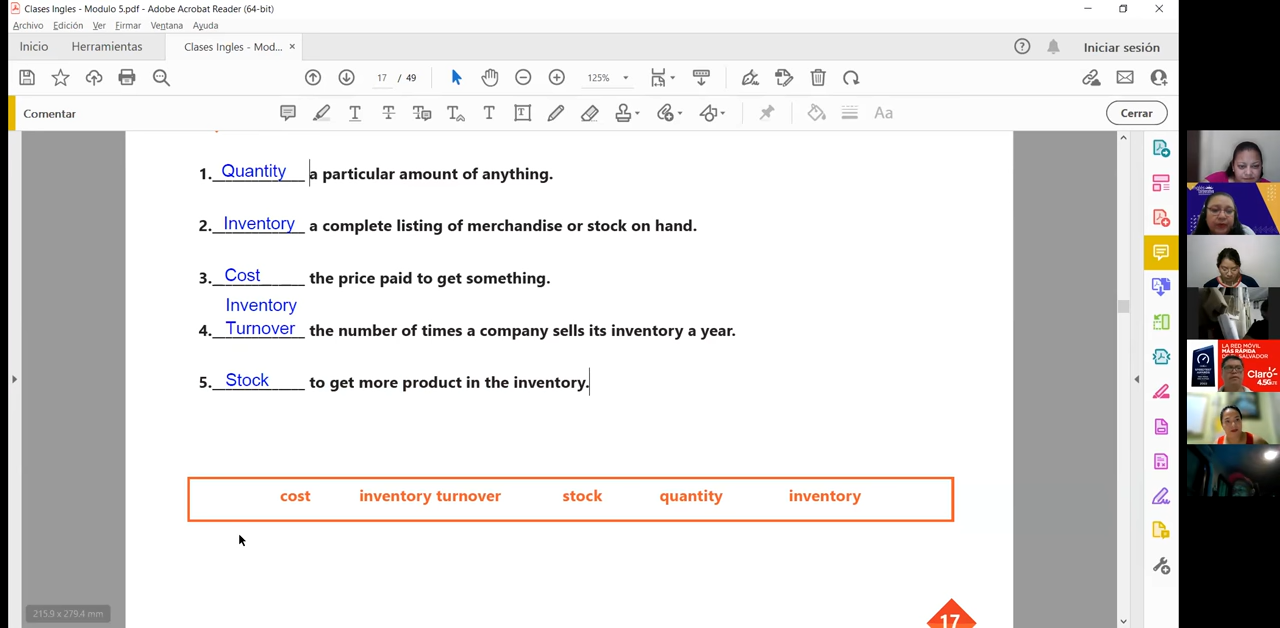 Clases Ingles - Modulo 5.pdf - Adobe Acrobat Reader (64-bit)
Archivo Edición Ver Firmar Ventana Ayuda
Inicio Herramientas Clases Ingles - Mod... × Iniciar sesión
17 / 49 125%
Comentar Aa Cerrar
1. Quantity a particular amount of anything.
2. Inventory a complete listing of merchandise or stock on hand.
3. Cost the price paid to get something.
Inventory
4. Turnover the number of times a company sells its inventory a year.
5. Stock to get more product in the inventory.
cost inventory turnover stock quantity inventory
17
215,9 x 279,4 mm
LA RED MÓVIL
MÁS RÁPIDA
Claro
4.5G